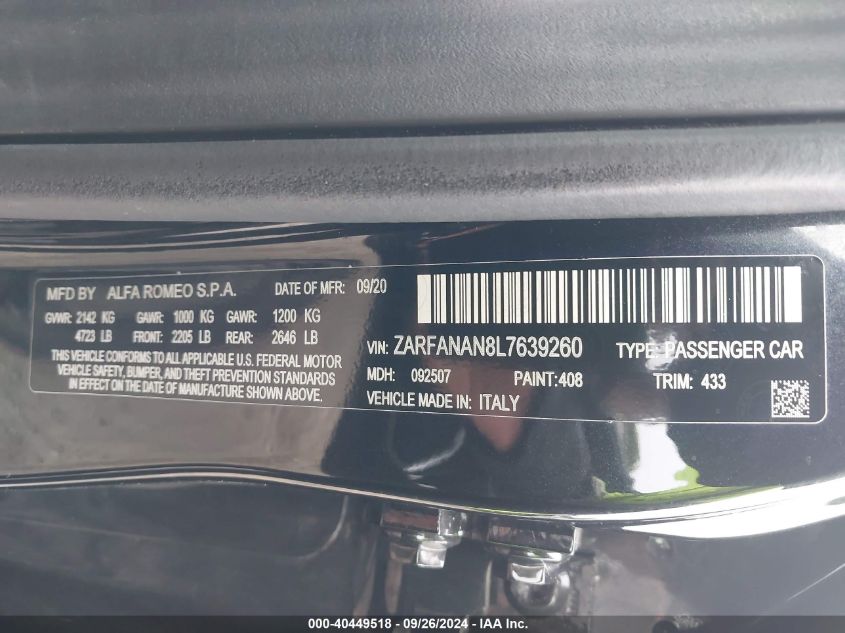 MFD BY ALFA ROMEO S.P.A. DATE OF MFR: 09/20
GVWR: 2142 KG GAWR: 1000 KG GAWR: 1200 KG
4723 LB FRONT: 2205 LB REAR: 2646 LB
THIS VEHICLE CONFORMS TO ALL APPLICABLE U.S. FEDERAL MOTOR
VEHICLE SAFETY, BUMPER, AND THEFT PREVENTION STANDARDS
IN EFFECT ON THE DATE OF MANUFACTURE SHOWN ABOVE.
VIN: ZARFANAN8L7639260 TYPE: PASSENGER CAR
MDH: 092507 PAINT: 408 TRIM: 433
VEHICLE MADE IN: ITALY
000-40449518 - 09/26/2024 - IAA Inc.